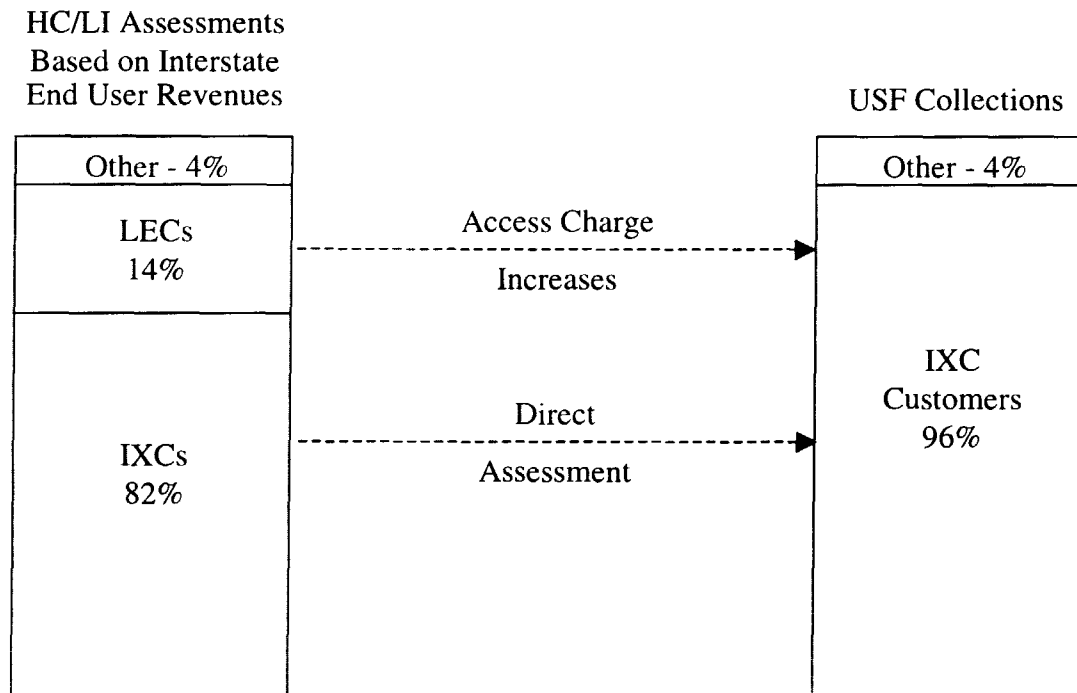 HC/LI Assessments
Based on Interstate
End User Revenues
USF Collections
Other - 4%
LECs
14%
IXCs
82%
Access Charge
Increases
Direct
Assessment
Other - 4%
IXC
Customers
96%